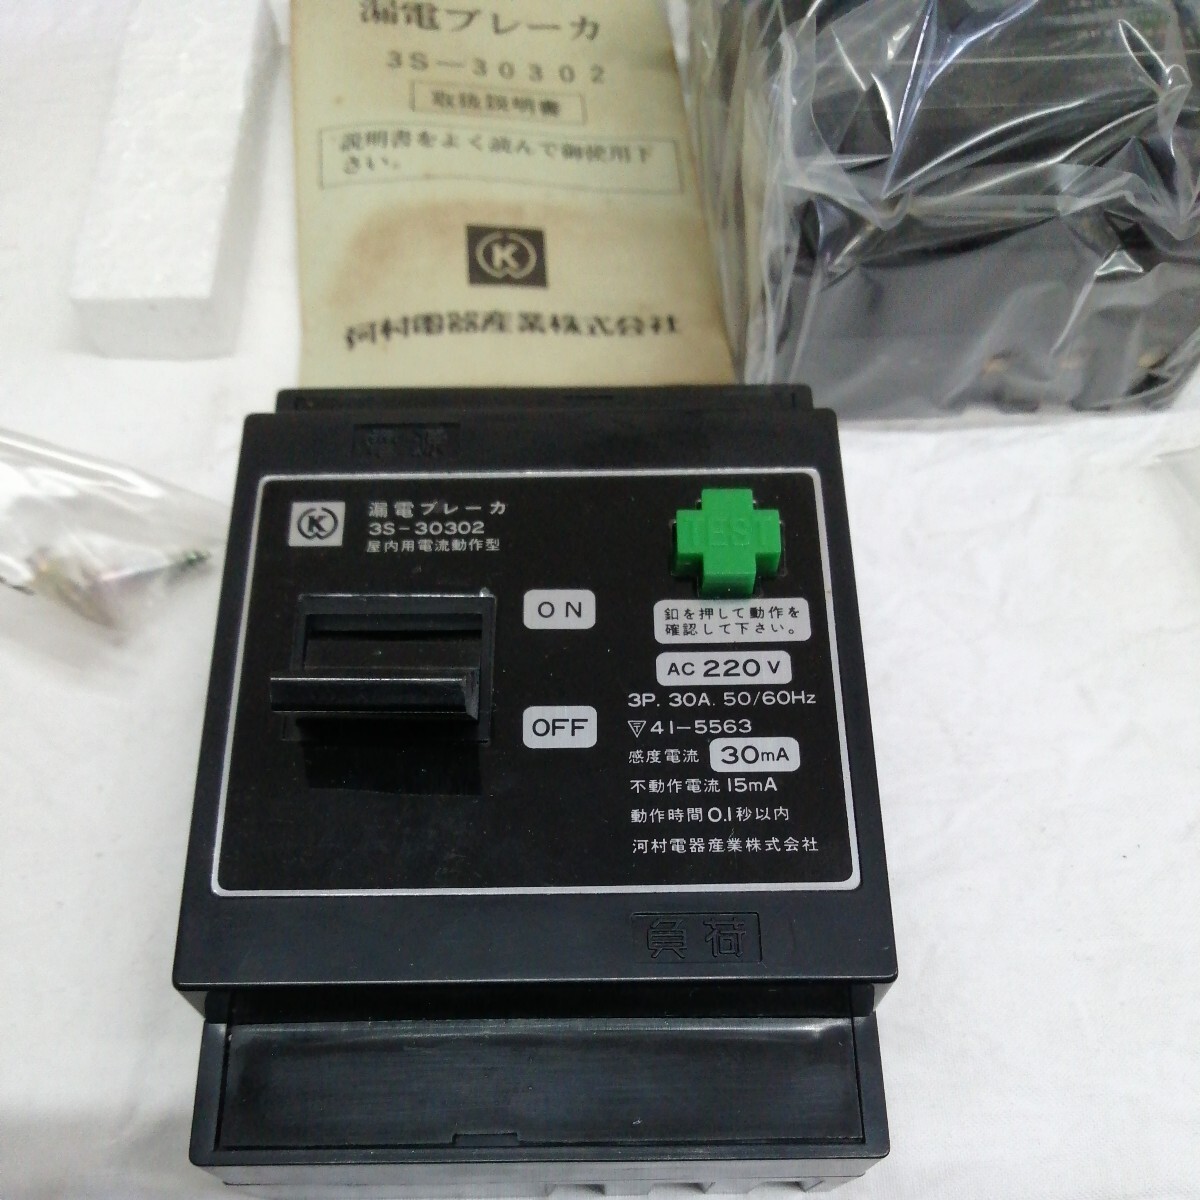 漏電ブレーカ
3S-30302
取扱説明書
説明書をよく読んで御使用下
さい。
K
河村電器産業株式会社
電源
K
漏電ブレーカ
3S-30302
屋内用電流動作型
ON
OFF
TEST
釦を押して動作を
確認して下さい。
AC 220 V
3P. 30A. 50/60Hz
〒41-5563
感度電流 30mA
不動作電流 15mA
動作時間 0.1秒以内
河村電器産業株式会社
負荷